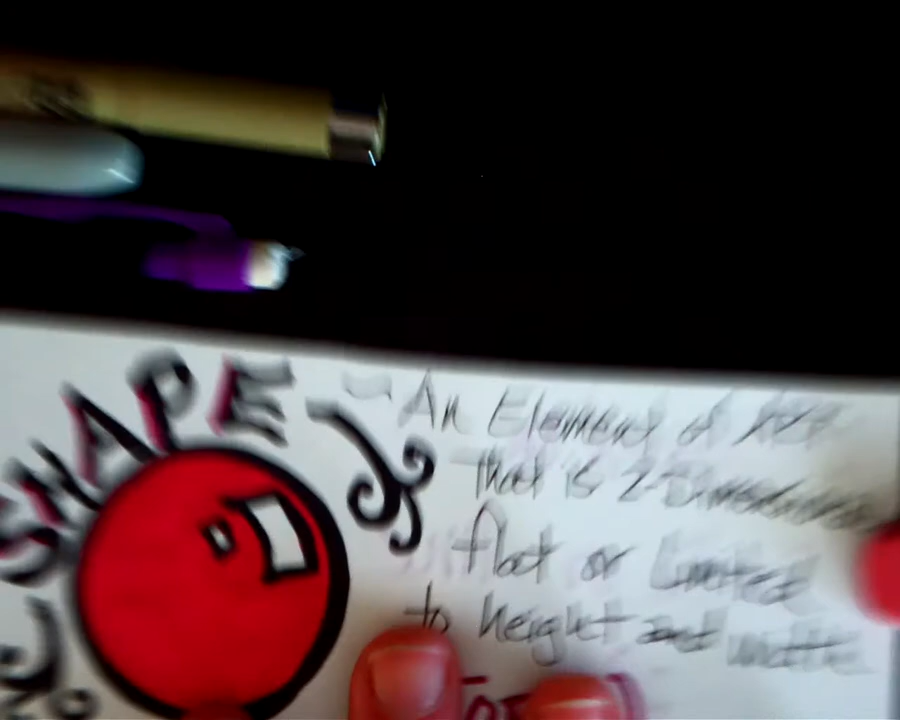 SHAPE
- An Element of Art
that is 2-Dimensional
flat or limited
to height and width